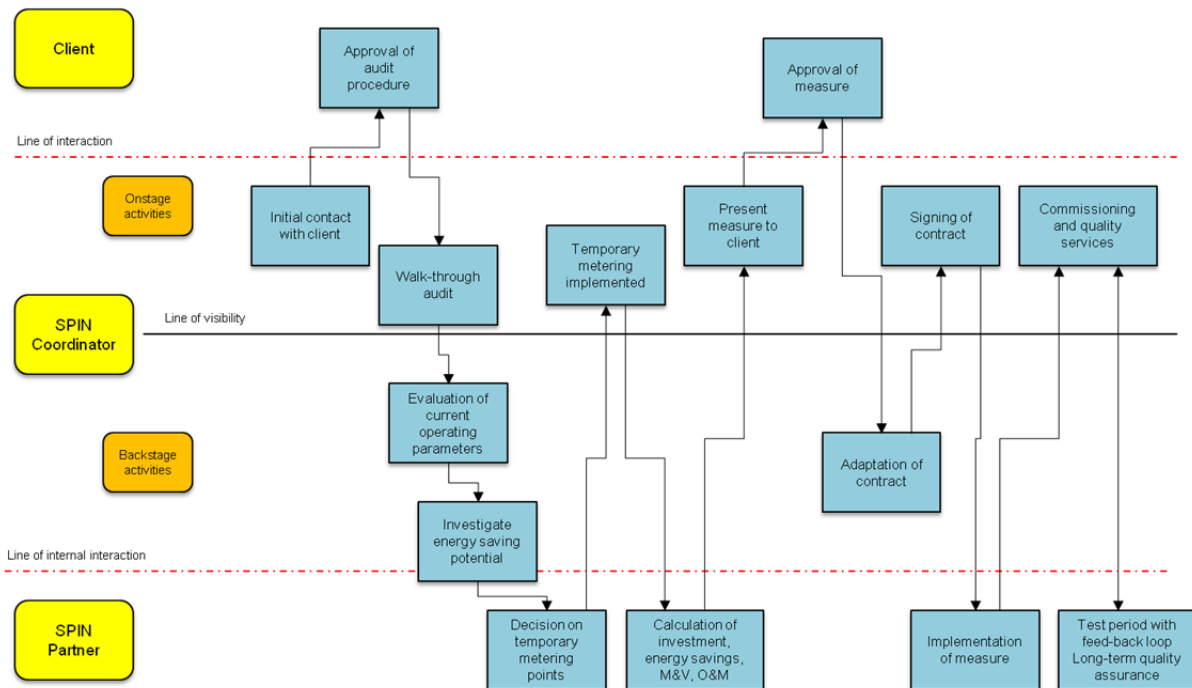 Client
Approval of
audit
procedure
Approval of
measure
Line of interaction
Onstage
activities
Initial contact
with client
Walk-through
audit
Temporary
metering
implemented
Present
measure to
client
Signing of
contract
Commissioning
and quality
services
SPIN
Coordinator
Line of visibility
Evaluation of
current
operating
parameters
Backstage
activities
Adaptation of
contract
Investigate
energy saving
potential
Line of internal interaction
SPIN
Partner
Decision on
temporary
metering
points
Calculation of
investment,
energy savings,
M&V, O&M
Implementation
of measure
Test period with
feed-back loop
Long-term quality
assurance